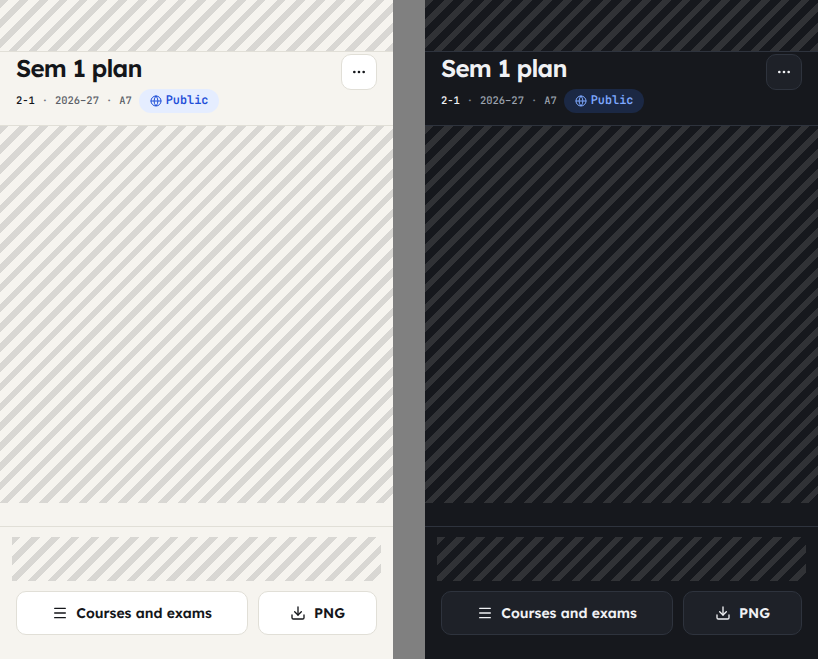 Sem 1 plan
2-1 · 2026-27 · A7 Public
Courses and exams PNG
Sem 1 plan
2-1 · 2026-27 · A7 Public
Courses and exams PNG